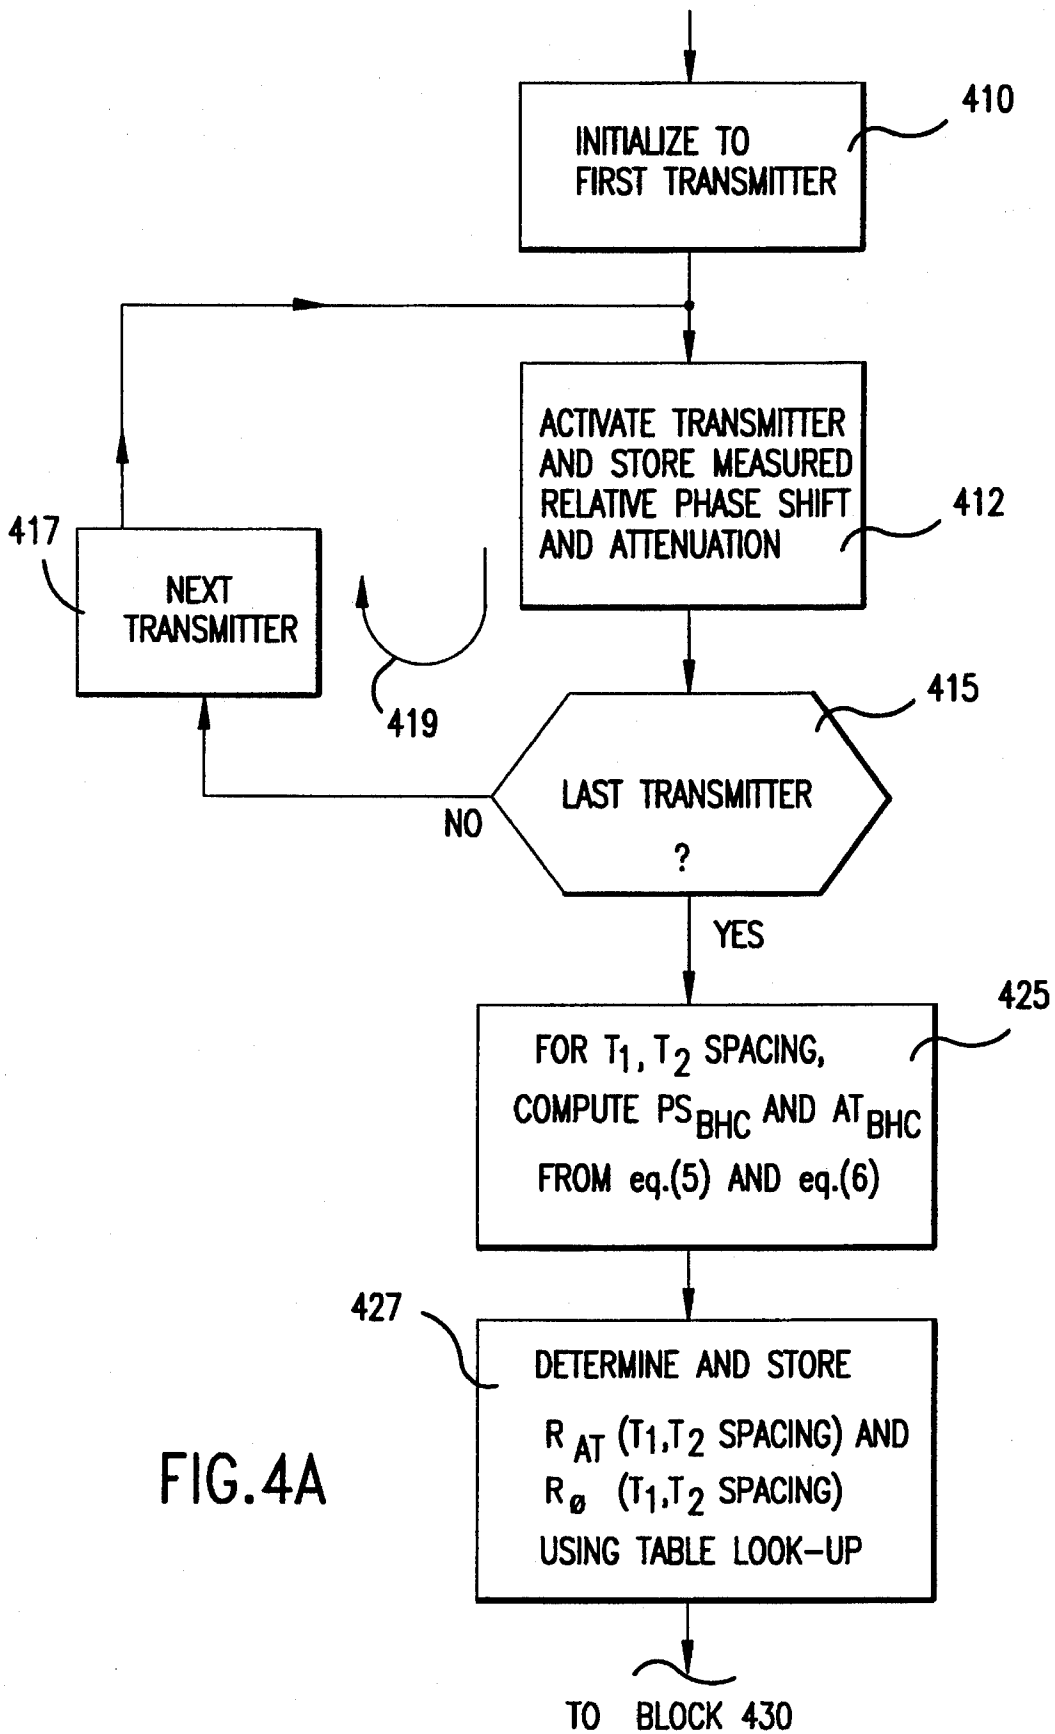 410
INITIALIZE TO
FIRST TRANSMITTER
ACTIVATE TRANSMITTER
AND STORE MEASURED
RELATIVE PHASE SHIFT
AND ATTENUATION
412
417
NEXT
TRANSMITTER
419
415
LAST TRANSMITTER
?
NO
YES
425
FOR T1, T2 SPACING,
COMPUTE PSBHC AND ATBHC
FROM eq.(5) AND eq.(6)
427
DETERMINE AND STORE
RAT (T1,T2 SPACING) AND
Rø (T1,T2 SPACING)
USING TABLE LOOK-UP
FIG.4A
TO BLOCK 430